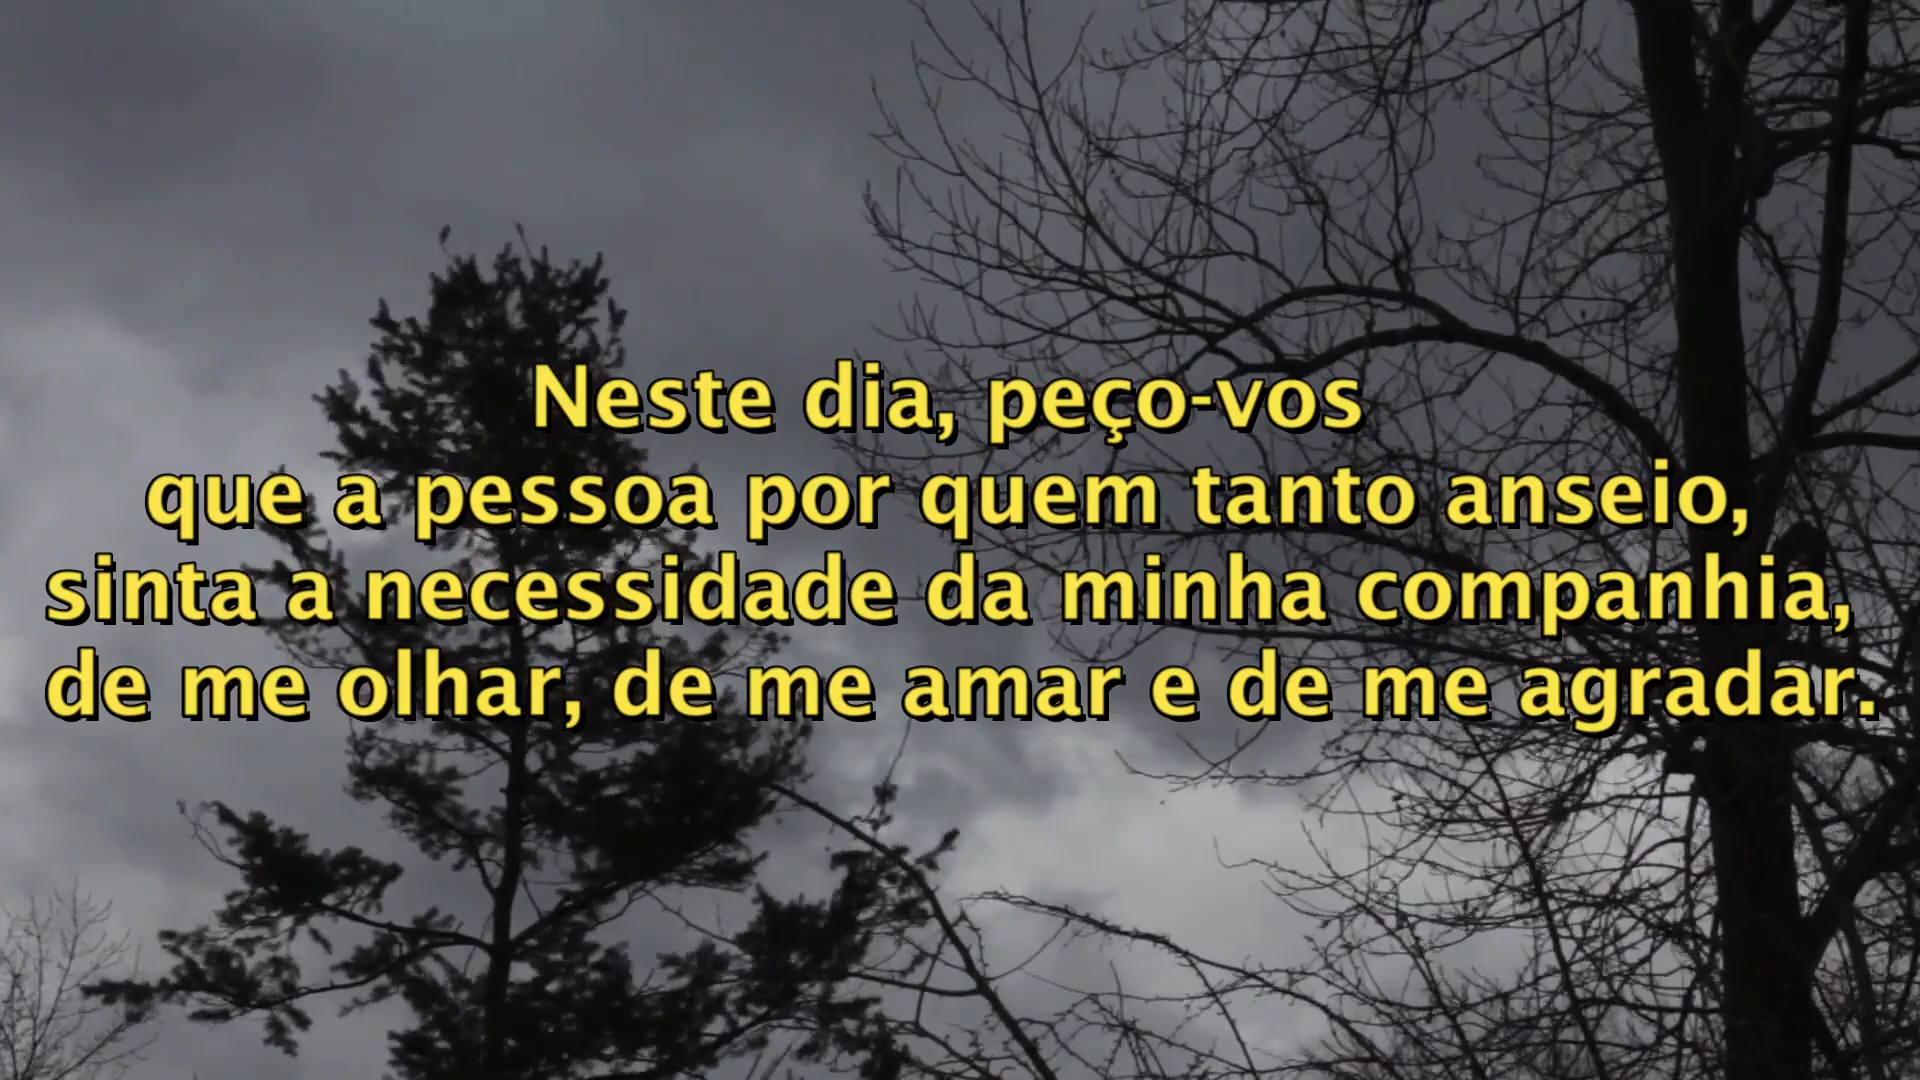 Neste dia, peço-vos
que a pessoa por quem tanto anseio,
sinta a necessidade da minha companhia,
de me olhar, de me amar e de me agradar.